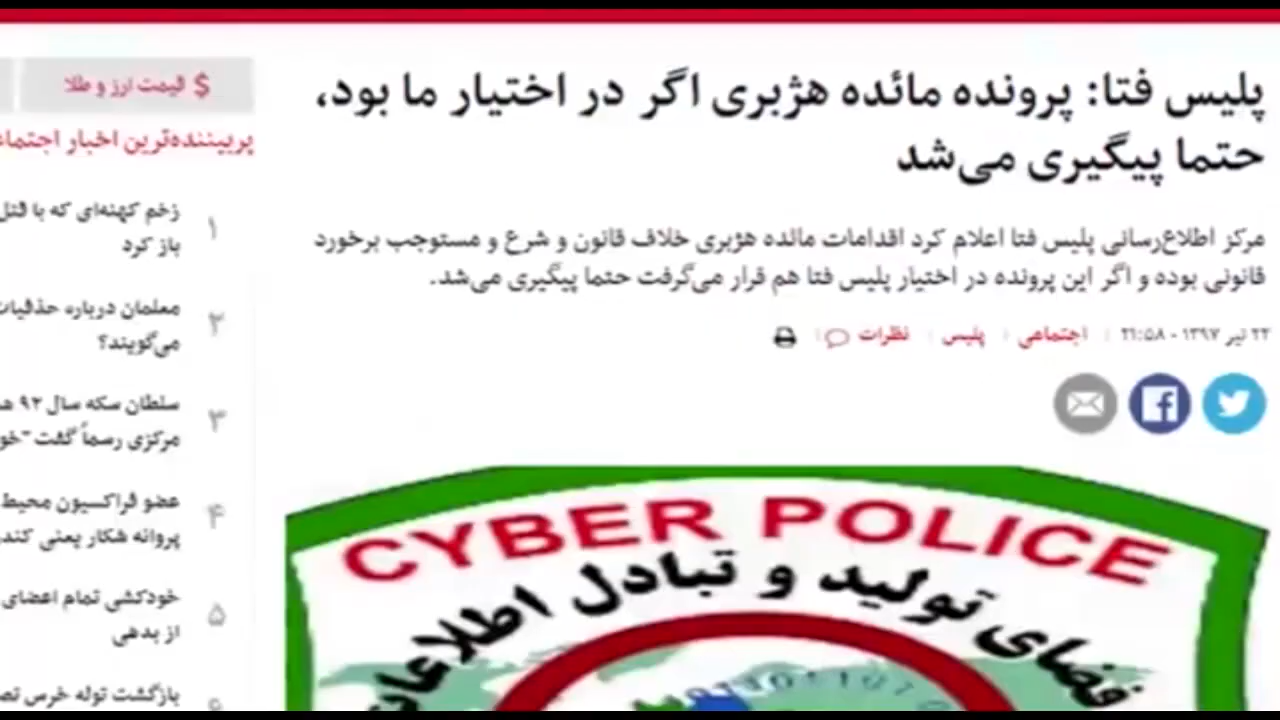 پلیس فتا: پرونده مائده هژبری اگر در اختیار ما بود،
حتما پیگیری می‌شد
مرکز اطلاع‌رسانی پلیس فتا اعلام کرد اقدامات مائده هژبری خلاف قانون و شرع و مستوجب برخورد
قانونی بوده و اگر این پرونده در اختیار پلیس فتا هم قرار می‌گرفت حتما پیگیری می‌شد.
۲۲ تیر ۱۳۹۷ - ۲۱:۵۸ | اجتماعی | پلیس | نظرات |
CYBER POLICE
فضای تولید و تبادل اطلاعات
$ قیمت ارز و طلا
پربیننده‌ترین اخبار اجتما
۱ زخم کهنه‌ای که با قتل
باز کرد
۲ معلمان درباره حذفیات
می‌گویند؟
۳ سلطان سکه سال ۹۲
مرکزی رسماً گفت "خو
۴ عضو فراکسیون محیط
پروانه شکار یعنی کند
۵ خودکشی تمام اعضای
از بدهی
بازگشت توله خرس